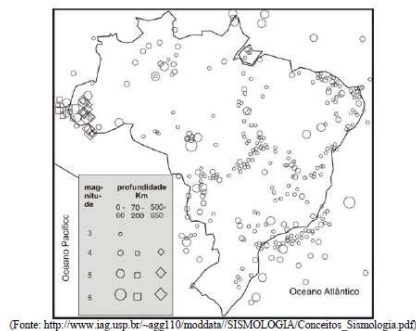 mag-
nitu-
de
profundidade
Km
0 - 70 - 500-
60 200 650
3
4
5
6
Oceano Pacífico
Oceano Atlântico
(Fonte: http://www.iag.usp.br/~agg110/moddata//SISMOLOGIA/Conceitos_Sismologia.pdf)